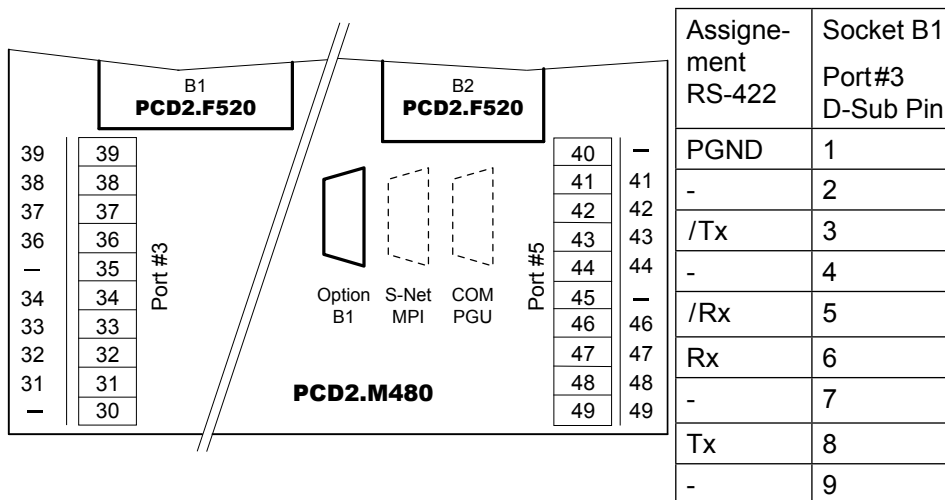 B1
PCD2.F520
B2
PCD2.F520
39 39
38 38
37 37
36 36
– 35
34 34
33 33
32 32
31 31
– 30
Port #3
Option B1
S-Net MPI
COM PGU
PCD2.M480
Port #5
40 –
41 41
42 42
43 43
44 44
45 –
46 46
47 47
48 48
49 49
Assigne-
ment
RS-422
Socket B1
Port#3
D-Sub Pin
PGND 1
- 2
/Tx 3
- 4
/Rx 5
Rx 6
- 7
Tx 8
- 9